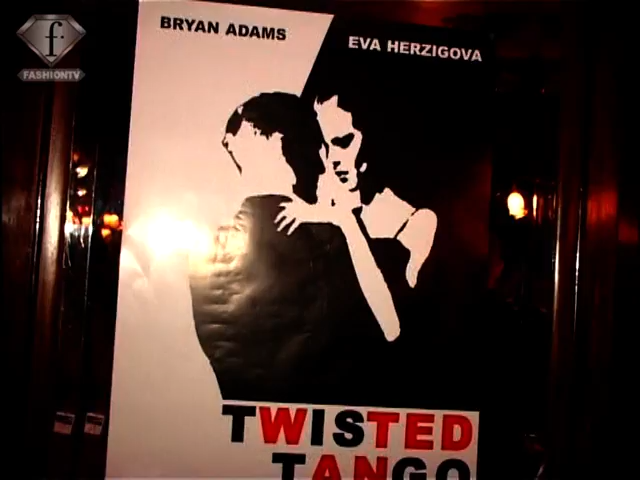 f
FASHIONTV
BRYAN ADAMS
EVA HERZIGOVA
TWISTED
TANGO